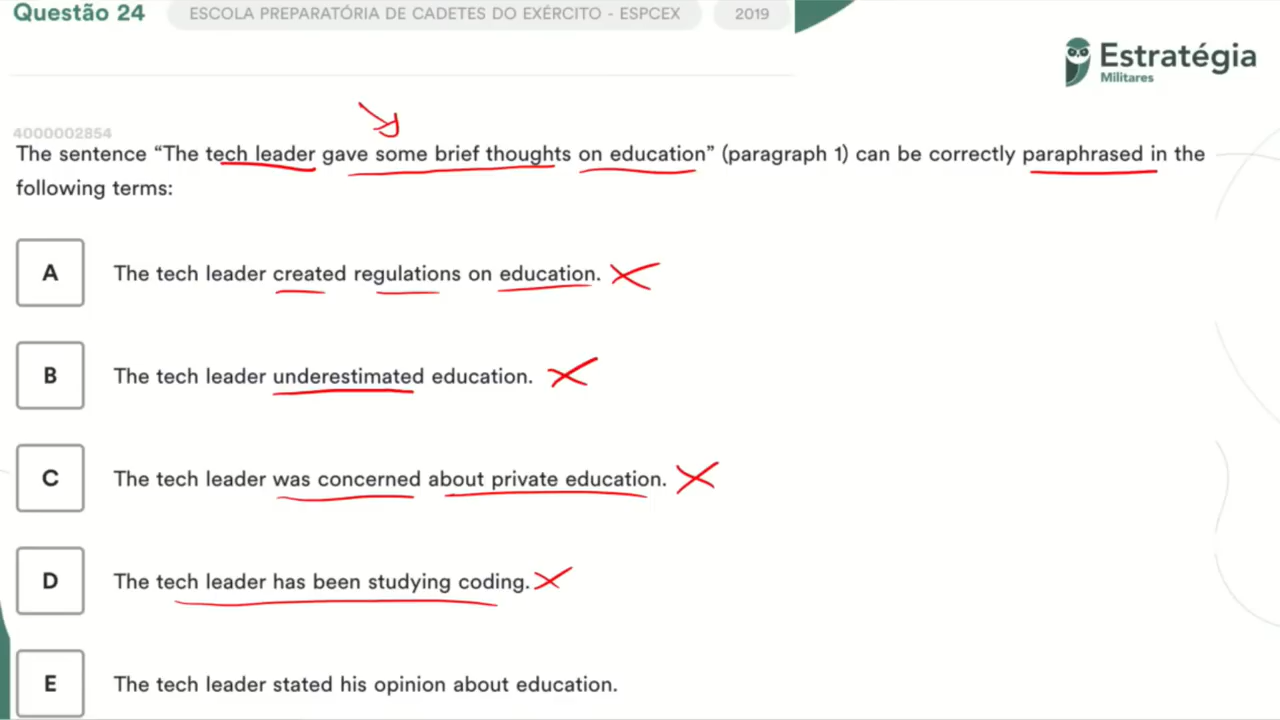 Questão 24 ESCOLA PREPARATÓRIA DE CADETES DO EXÉRCITO - ESPCEX 2019
Estratégia
Militares
4000002854
The sentence “The tech leader gave some brief thoughts on education” (paragraph 1) can be correctly paraphrased in the
following terms:
A The tech leader created regulations on education.
B The tech leader underestimated education.
C The tech leader was concerned about private education.
D The tech leader has been studying coding.
E The tech leader stated his opinion about education.